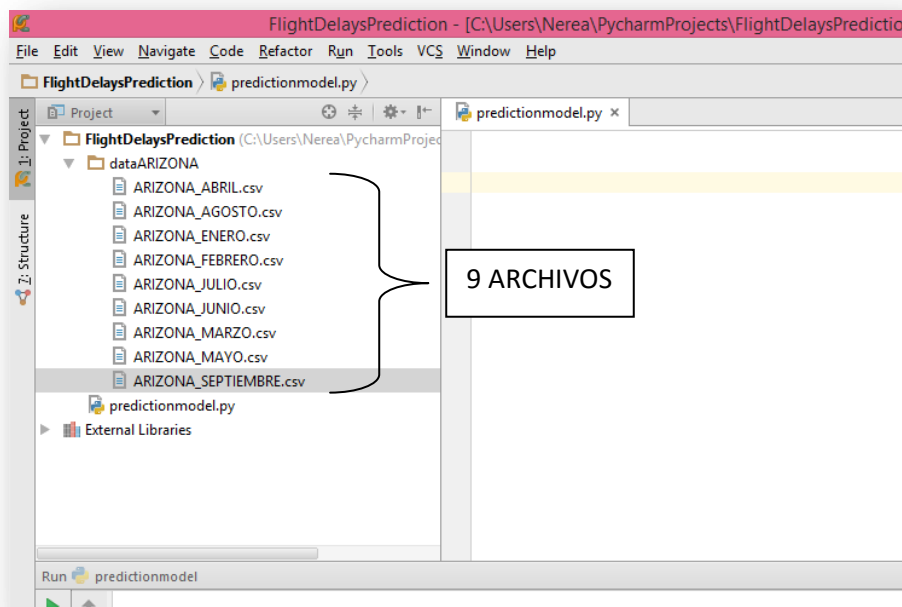 FlightDelaysPrediction - [C:\Users\Nerea\PycharmProjects\FlightDelaysPredictio
File Edit View Navigate Code Refactor Run Tools VCS Window Help
FlightDelaysPrediction predictionmodel.py
Project
predictionmodel.py ×
1: Project
7: Structure
FlightDelaysPrediction (C:\Users\Nerea\PycharmProjec
dataARIZONA
ARIZONA_ABRIL.csv
ARIZONA_AGOSTO.csv
ARIZONA_ENERO.csv
ARIZONA_FEBRERO.csv
ARIZONA_JULIO.csv
ARIZONA_JUNIO.csv
ARIZONA_MARZO.csv
ARIZONA_MAYO.csv
ARIZONA_SEPTIEMBRE.csv
predictionmodel.py
External Libraries
9 ARCHIVOS
Run predictionmodel